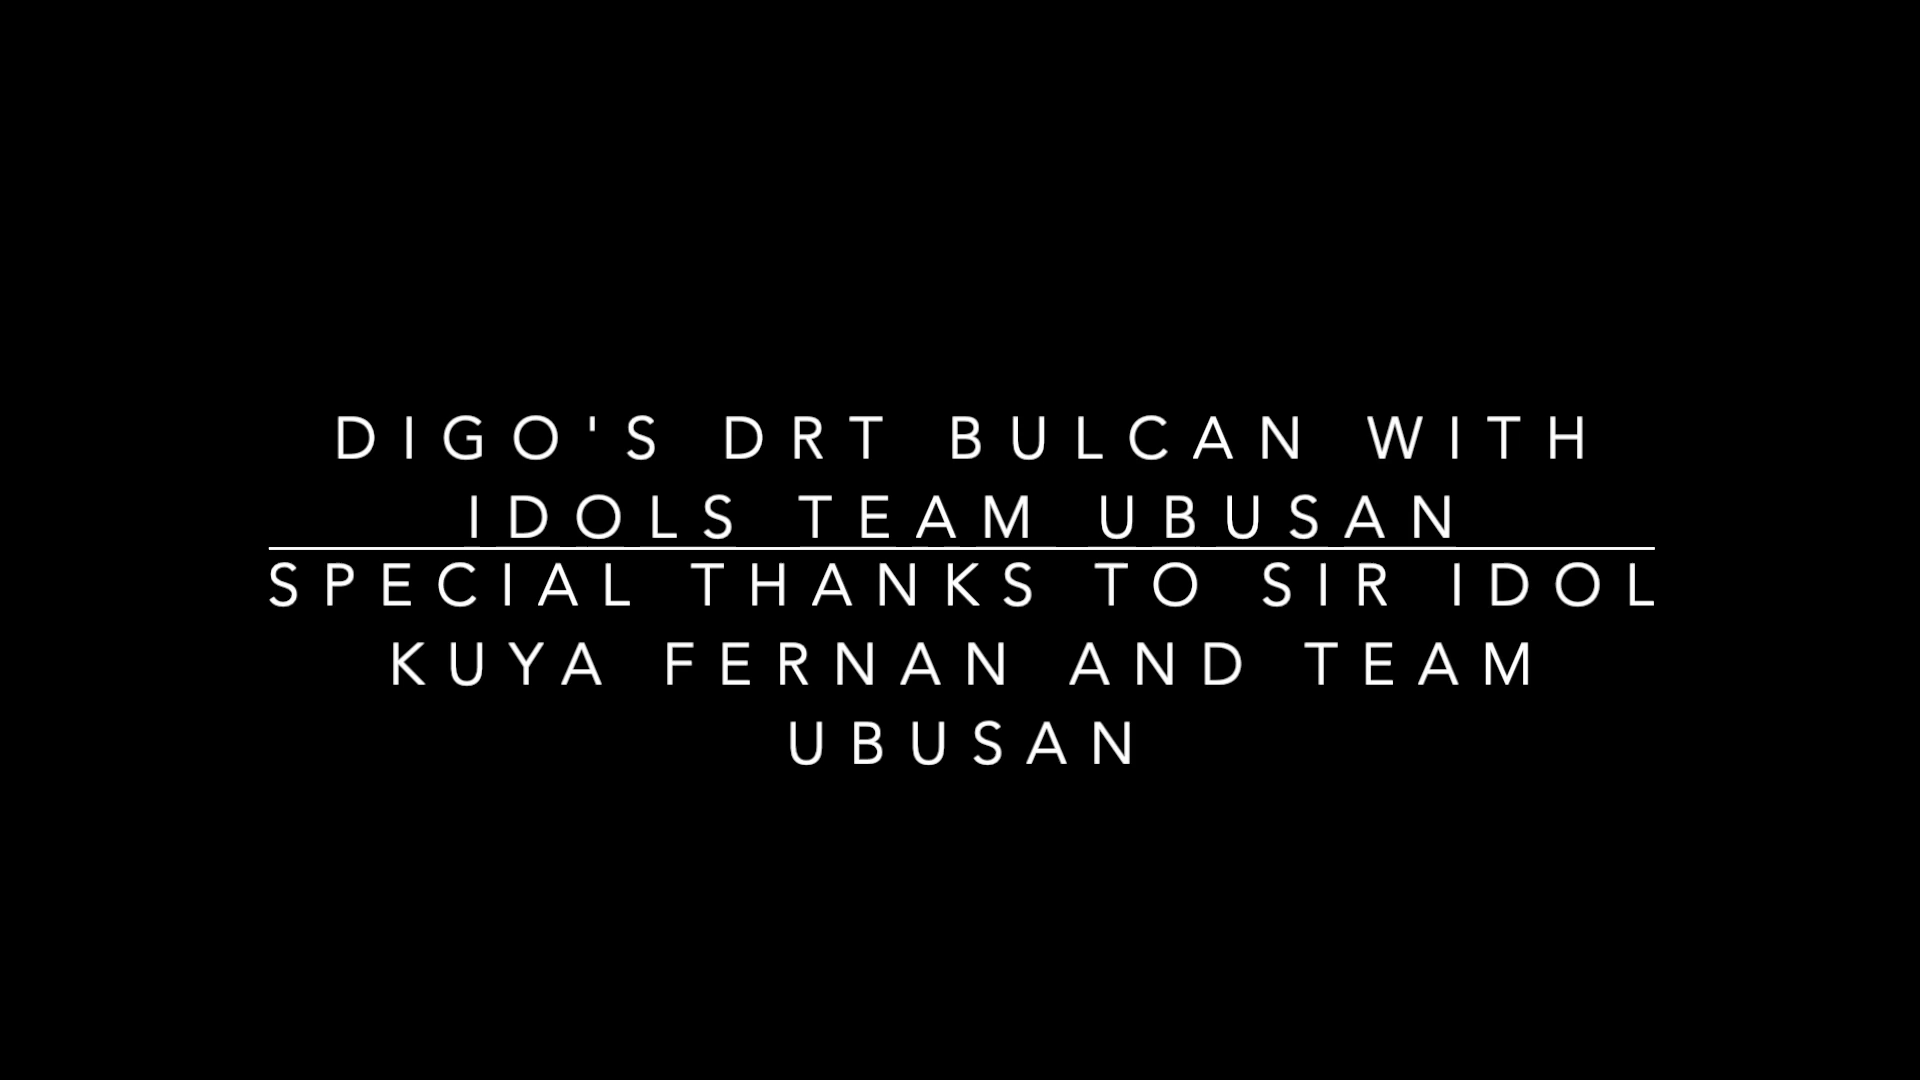 DIGO'S DRT BULCAN WITH
IDOLS TEAM UBUSAN
SPECIAL THANKS TO SIR IDOL
KUYA FERNAN AND TEAM
UBUSAN